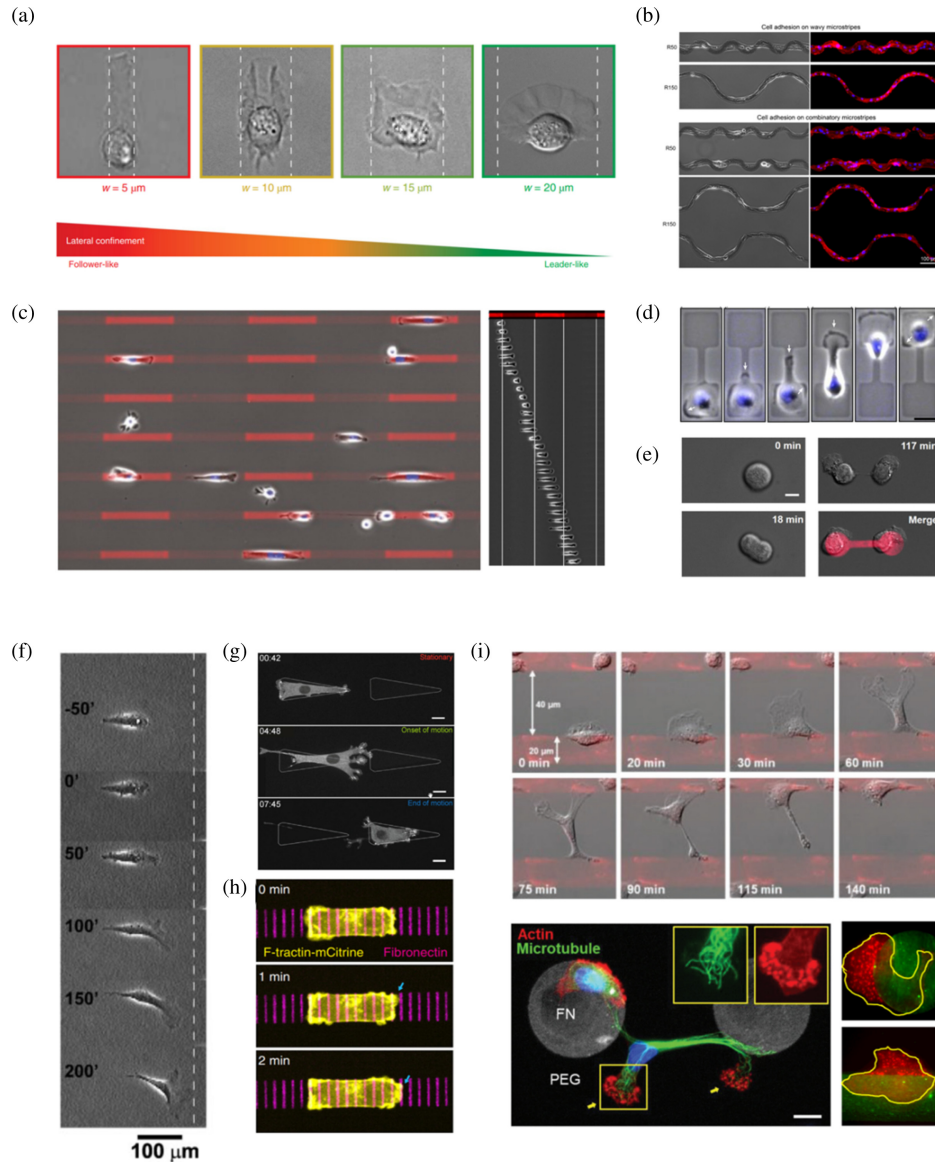 (a)
w = 5 μm
w = 10 μm
w = 15 μm
w = 20 μm
Lateral confinement
Follower-like
Leader-like
(b)
Cell adhesion on wavy microstripes
R50
R150
Cell adhesion on combinatory microstripes
R50
R150
100 μm
(c)
(d)
(e)
0 min
117 min
18 min
Merge
(f)
-50'
0'
50'
100'
150'
200'
100 μm
(g)
00:42
Stationary
04:48
Onset of motion
07:45
End of motion
(h)
0 min
F-tractin-mCitrine
Fibronectin
1 min
2 min
(i)
40 μm
20 μm
0 min
20 min
30 min
60 min
75 min
90 min
115 min
140 min
Actin
Microtubule
FN
PEG